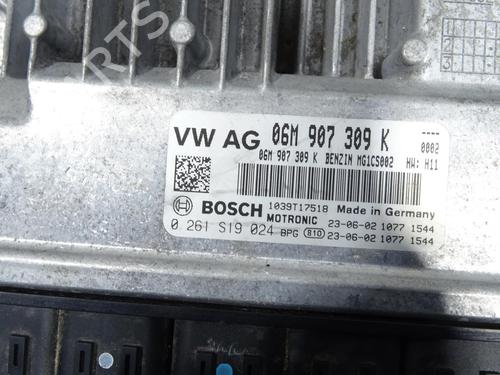 PARTS
VW AG 06M 907 309 K ----
0002
06M 907 309 K BENZIN MG1CS002 HW: H11
BOSCH 1039T17518 Made in Germany
MOTRONIC 23-06-02 1077 1544
0 261 S19 024 BPG 810 23-06-02 1077 1544